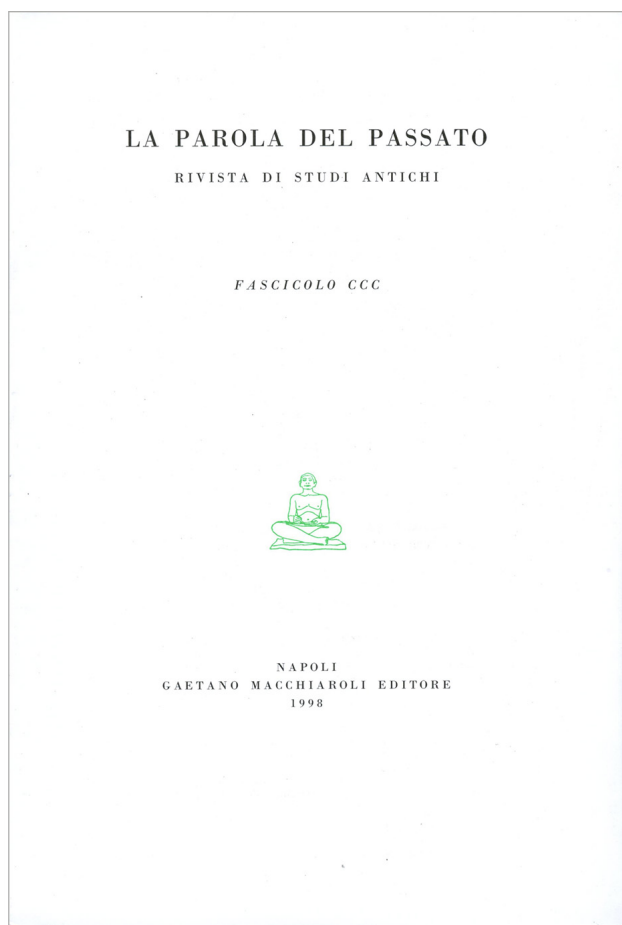 LA PAROLA DEL PASSATO
RIVISTA DI STUDI ANTICHI
FASCICOLO CCC
NAPOLI
GAETANO MACCHIAROLI EDITORE
1998